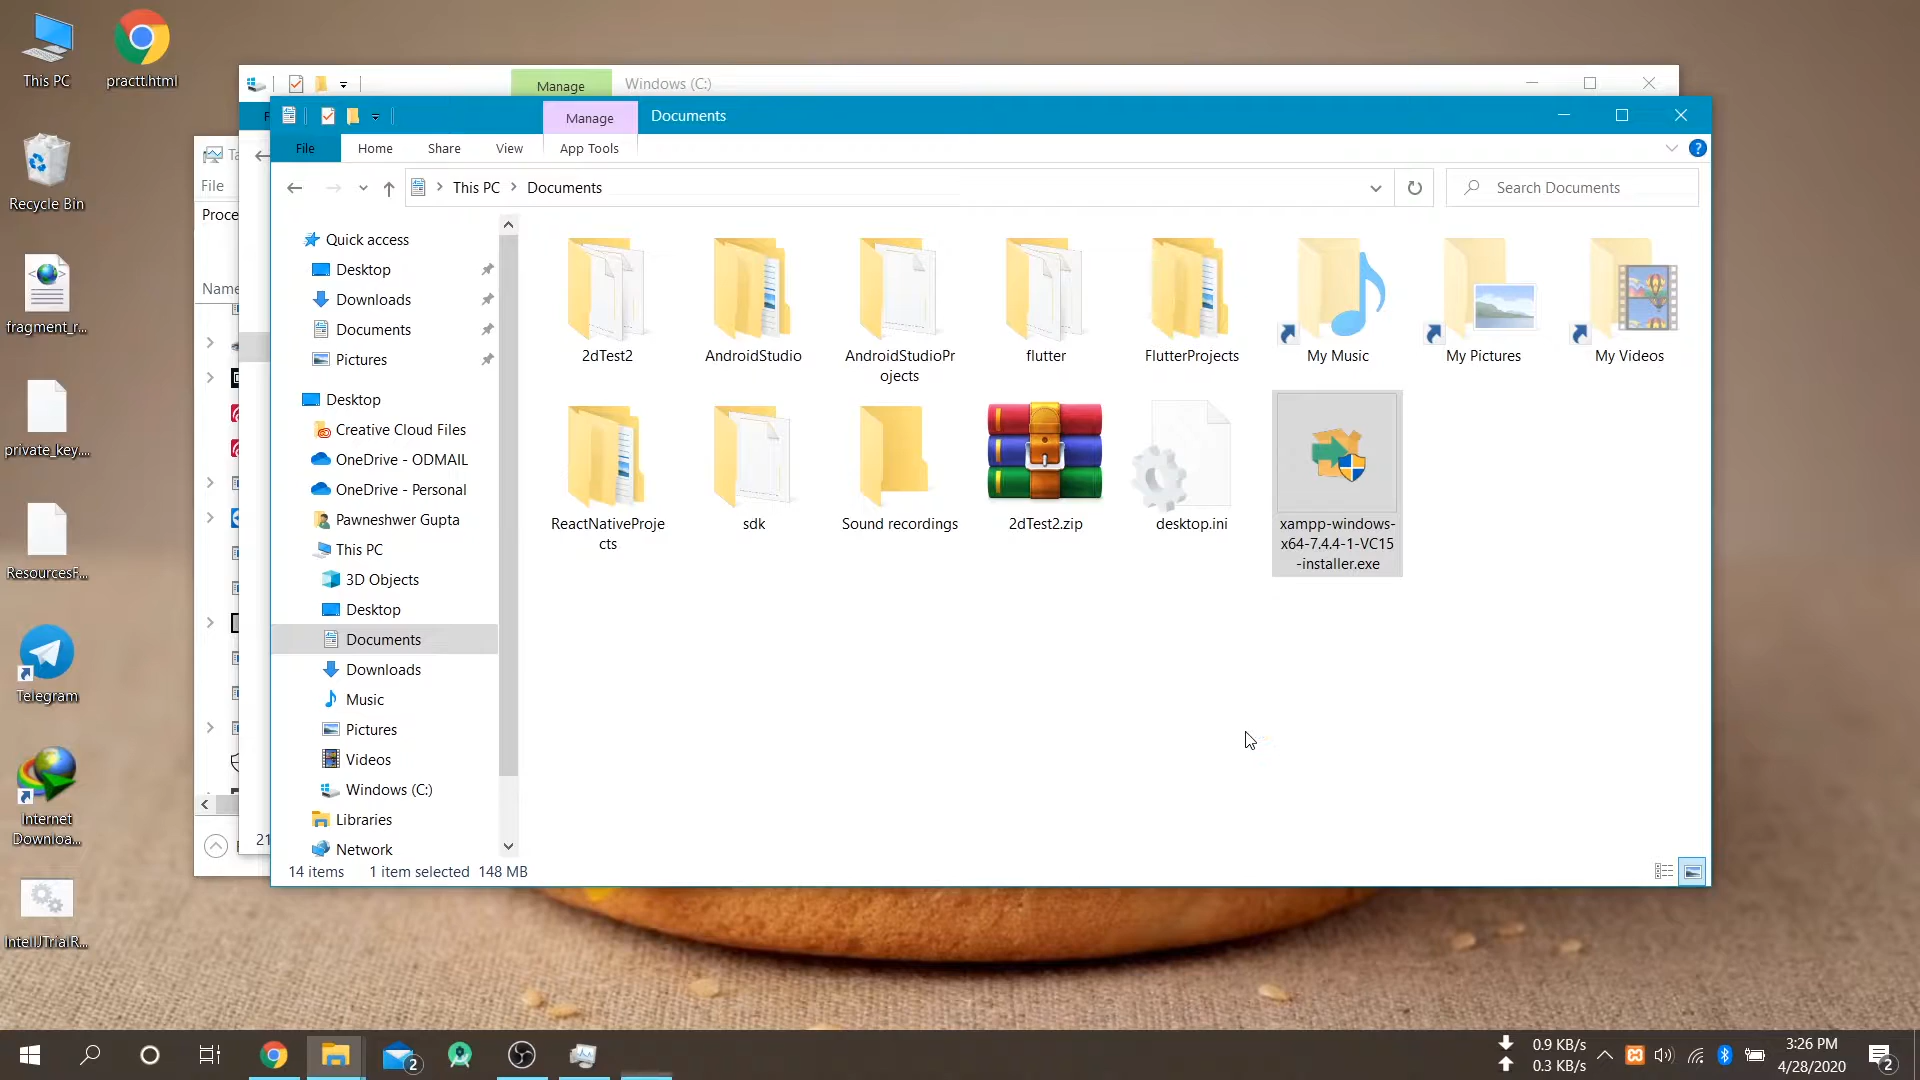 This PC
practt.html
Recycle Bin
fragment_r...
private_key....
ResourcesF...
Telegram
Internet
Downloa...
IntelliJTrialR...
Manage
Windows (C:)
File
Proce
Name
21
Manage
Documents
File
Home
Share
View
App Tools
This PC
Documents
Search Documents
Quick access
Desktop
Downloads
Documents
Pictures
Desktop
Creative Cloud Files
OneDrive - ODMAIL
OneDrive - Personal
Pawneshwer Gupta
This PC
3D Objects
Desktop
Documents
Downloads
Music
Pictures
Videos
Windows (C:)
Libraries
Network
2dTest2
AndroidStudio
AndroidStudioPr
ojects
flutter
FlutterProjects
My Music
My Pictures
My Videos
ReactNativeProje
cts
sdk
Sound recordings
2dTest2.zip
desktop.ini
xampp-windows-
x64-7.4.4-1-VC15
-installer.exe
14 items
1 item selected
148 MB
2
0.9 KB/s
0.3 KB/s
3:26 PM
4/28/2020
2